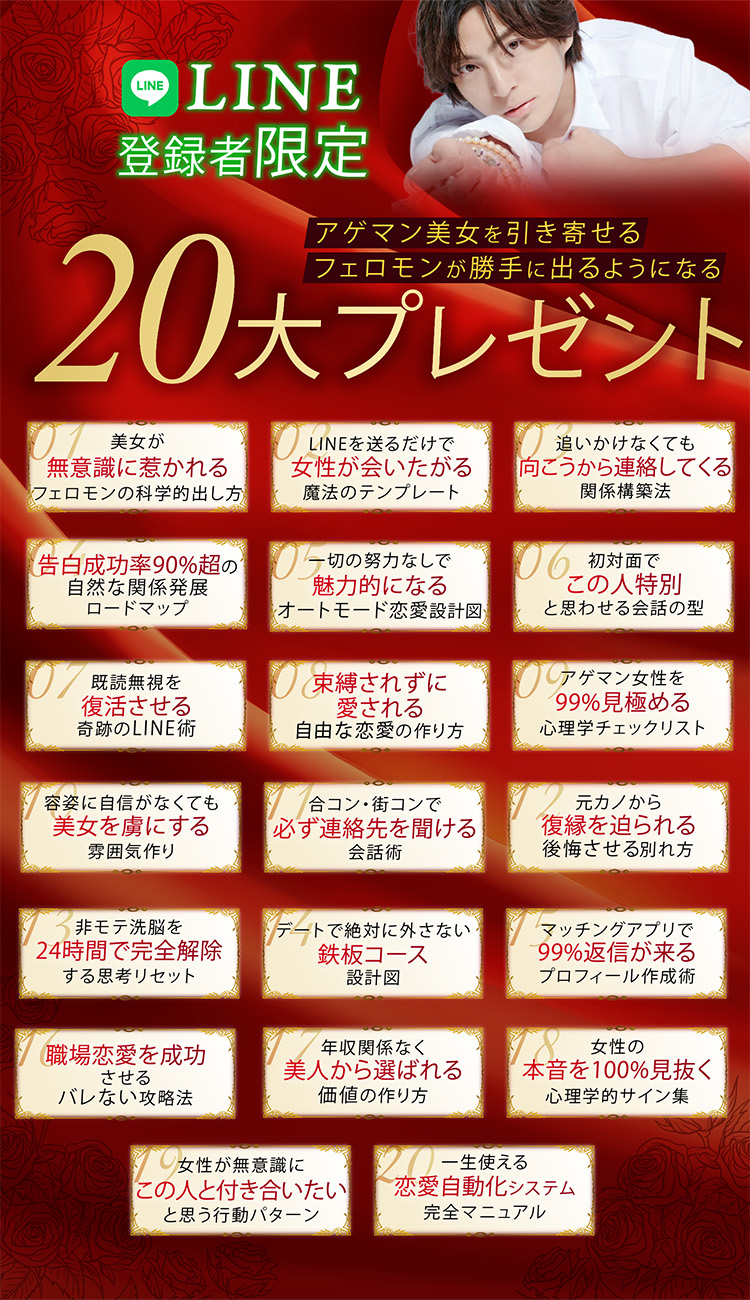 LINE
LINE
登録者限定
アゲマン美女を引き寄せる
フェロモンが勝手に出るようになる
20大プレゼント
01
美女が
無意識に惹かれる
フェロモンの科学的出し方
02
LINEを送るだけで
女性が会いたがる
魔法のテンプレート
03
追いかけなくても
向こうから連絡してくる
関係構築法
04
告白成功率90%超の
自然な関係発展
ロードマップ
05
一切の努力なしで
魅力的になる
オートモード恋愛設計図
06
初対面で
この人特別
と思わせる会話の型
07
既読無視を
復活させる
奇跡のLINE術
08
束縛されずに
愛される
自由な恋愛の作り方
09
アゲマン女性を
99%見極める
心理学チェックリスト
10
容姿に自信がなくても
美女を虜にする
雰囲気作り
11
合コン・街コンで
必ず連絡先を聞ける
会話術
12
元カノから
復縁を迫られる
後悔させる別れ方
13
非モテ洗脳を
24時間で完全解除
する思考リセット
14
デートで絶対に外さない
鉄板コース
設計図
15
マッチングアプリで
99%返信が来る
プロフィール作成術
16
職場恋愛を成功
させる
バレない攻略法
17
年収関係なく
美人から選ばれる
価値の作り方
18
女性の
本音を100%見抜く
心理学的サイン集
19
女性が無意識に
この人と付き合いたい
と思う行動パターン
20
一生使える
恋愛自動化システム
完全マニュアル